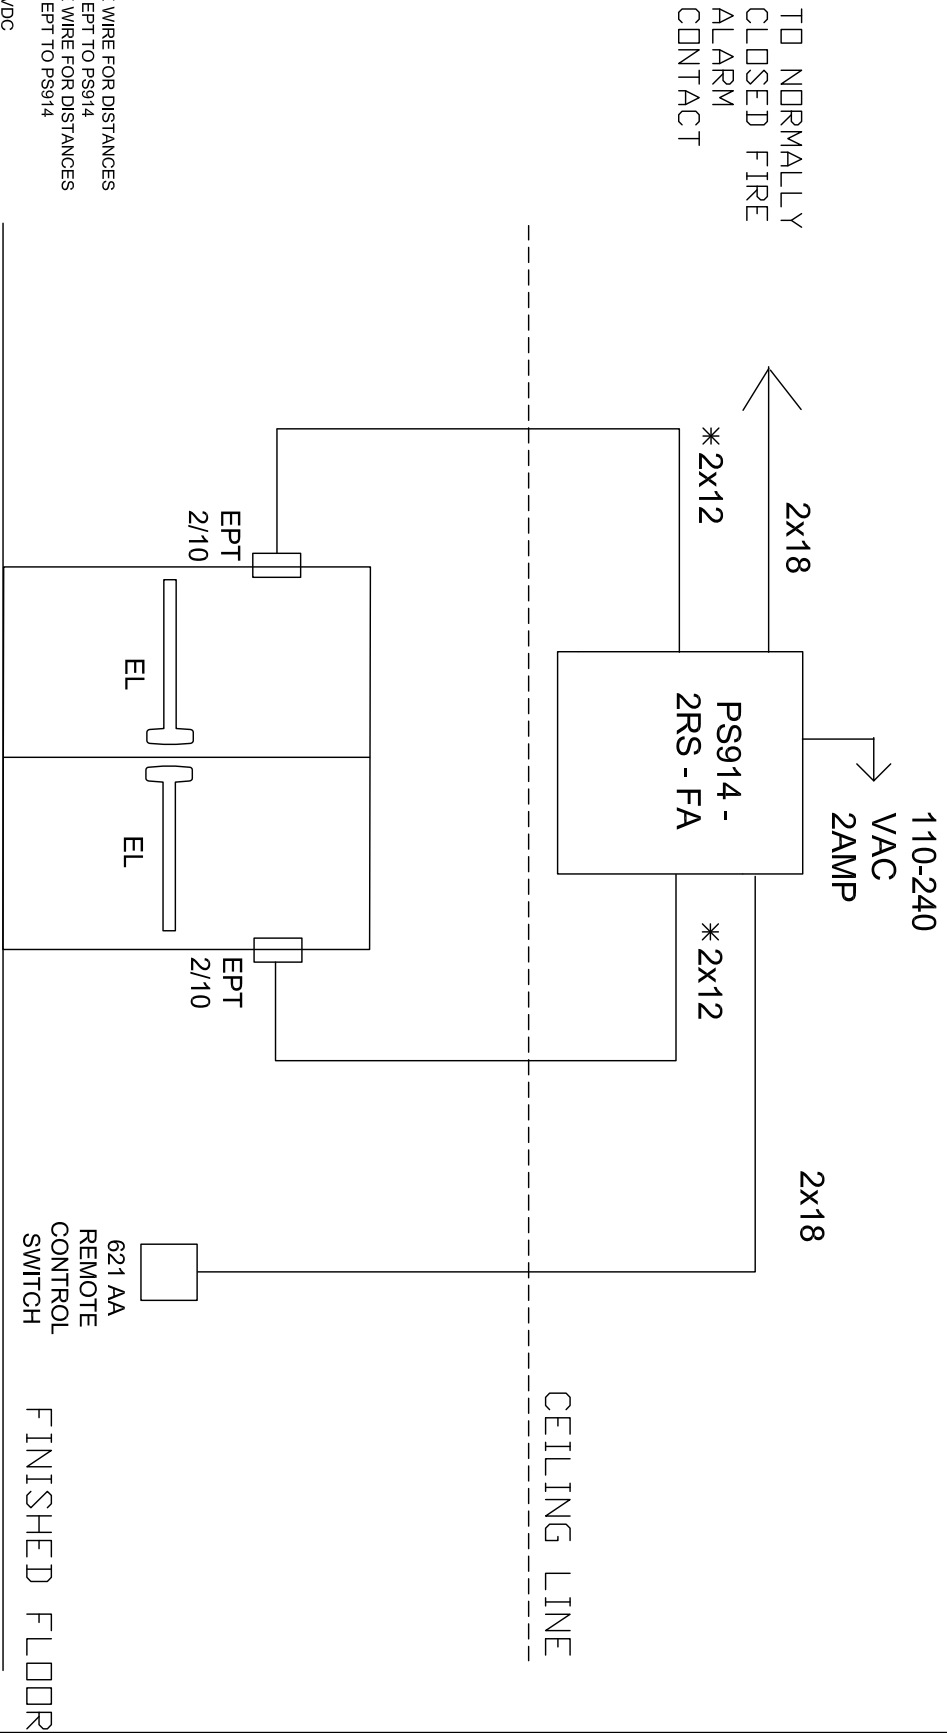 TO NORMALLY
CLOSED FIRE
ALARM
CONTACT
2x18
* 2x12
110-240
VAC
2AMP
PS914 -
2RS - FA
* 2x12
2x18
CEILING LINE
EPT
2/10
EL
EL
EPT
2/10
621 AA
REMOTE
CONTROL
SWITCH
FINISHED FLOOR
WIRE FOR DISTANCES
EPT TO PS914
WIRE FOR DISTANCES
EPT TO PS914
VDC